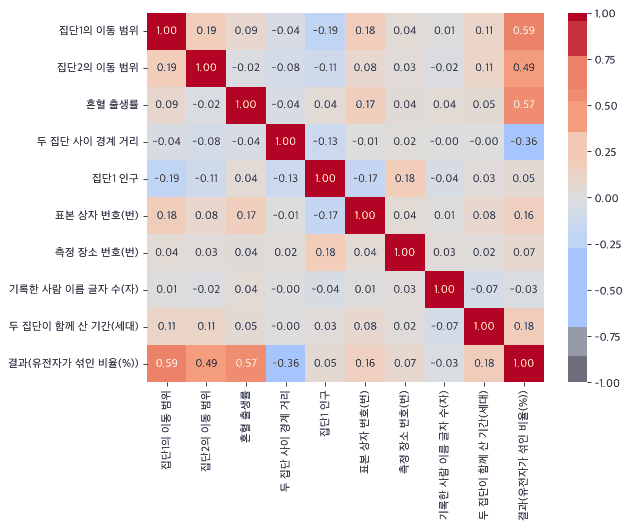 집단1의 이동 범위 1.00 0.19 0.09 -0.04 -0.19 0.18 0.04 0.01 0.11 0.59
집단2의 이동 범위 0.19 1.00 -0.02 -0.08 -0.11 0.08 0.03 -0.02 0.11 0.49
혼혈 출생률 0.09 -0.02 1.00 -0.04 0.04 0.17 0.04 0.04 0.05 0.57
두 집단 사이 경계 거리 -0.04 -0.08 -0.04 1.00 -0.13 -0.01 0.02 -0.00 -0.00 -0.36
집단1 인구 -0.19 -0.11 0.04 -0.13 1.00 -0.17 0.18 -0.04 0.03 0.05
표본 상자 번호(번) 0.18 0.08 0.17 -0.01 -0.17 1.00 0.04 0.01 0.08 0.16
측정 장소 번호(번) 0.04 0.03 0.04 0.02 0.18 0.04 1.00 0.03 0.02 0.07
기록한 사람 이름 글자 수(자) 0.01 -0.02 0.04 -0.00 -0.04 0.01 0.03 1.00 -0.07 -0.03
두 집단이 함께 산 기간(세대) 0.11 0.11 0.05 -0.00 0.03 0.08 0.02 -0.07 1.00 0.18
결과(유전자가 섞인 비율(%)) 0.59 0.49 0.57 -0.36 0.05 0.16 0.07 -0.03 0.18 1.00
집단1의 이동 범위
집단2의 이동 범위
혼혈 출생률
두 집단 사이 경계 거리
집단1 인구
표본 상자 번호(번)
측정 장소 번호(번)
기록한 사람 이름 글자 수(자)
두 집단이 함께 산 기간(세대)
결과(유전자가 섞인 비율(%))
1.00
0.75
0.50
0.25
0.00
-0.25
-0.50
-0.75
-1.00